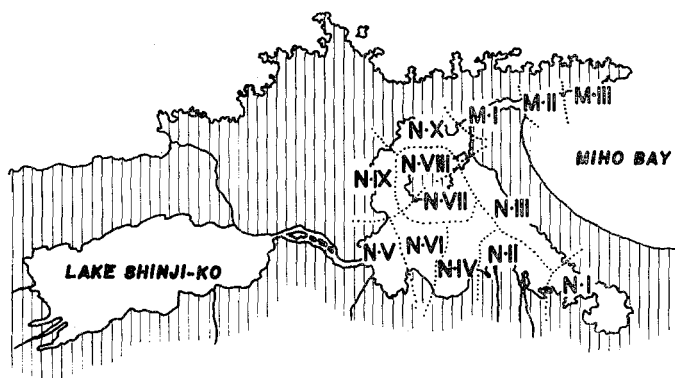 M·III
M·II
M·I
N·X
N·VIII
MIHO BAY
N·IX
N·VII
N·III
N·V
N·VI
N·II
LAKE SHINJI-KO
N·IV
N·I